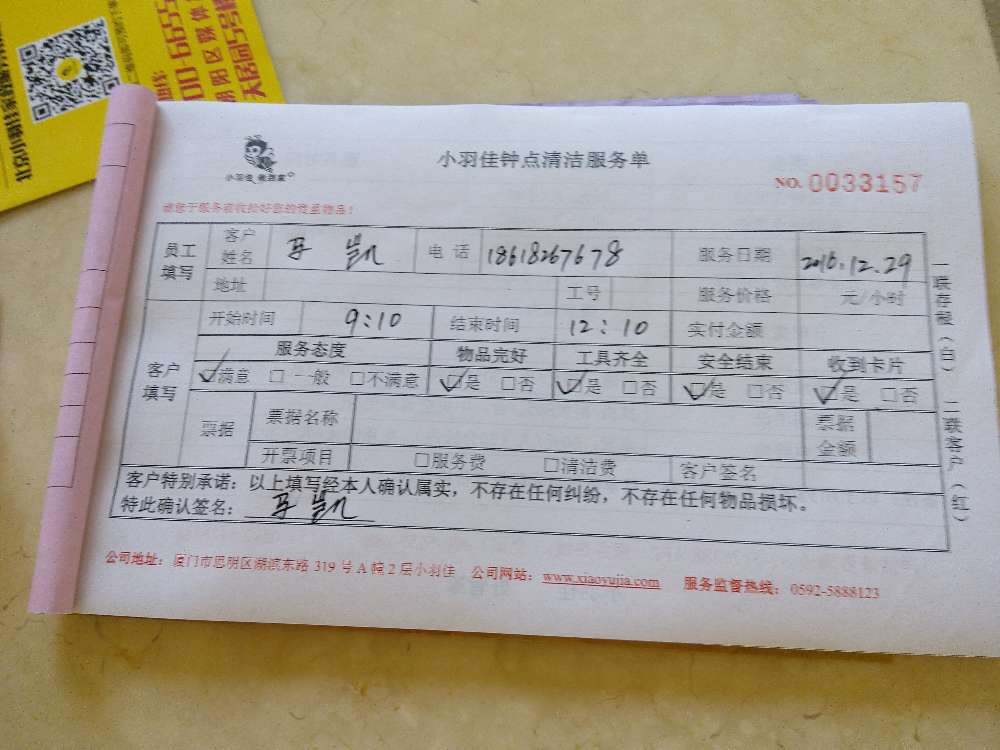 小羽佳钟点清洁服务单
小羽佳 做到家
NO. 0033157
请您于服务前收拾好您的贵重物品！
员工填写 客户姓名 凯 电话 18618267678 服务日期 2016.12.29
地址 工号 服务价格 元/小时
客户填写 开始时间 9:10 结束时间 12:10 实付金额
服务态度 物品完好 工具齐全 安全结束 收到卡片
✓满意 □一般 □不满意 ✓是 □否 ✓是 □否 ✓是 □否 ✓是 □否
票据 票据名称 票据金额
开票项目 □服务费 □清洁费 客户签名
客户特别承诺：以上填写经本人确认属实，不存在任何纠纷，不存在任何物品损坏。
特此确认签名： 凯
一联存根（白） 二联客户（红）
公司地址：厦门市思明区湖滨东路 319 号 A 幢 2 层小羽佳 公司网站：www.xiaoyujia.com 服务监督热线：0592-5888123